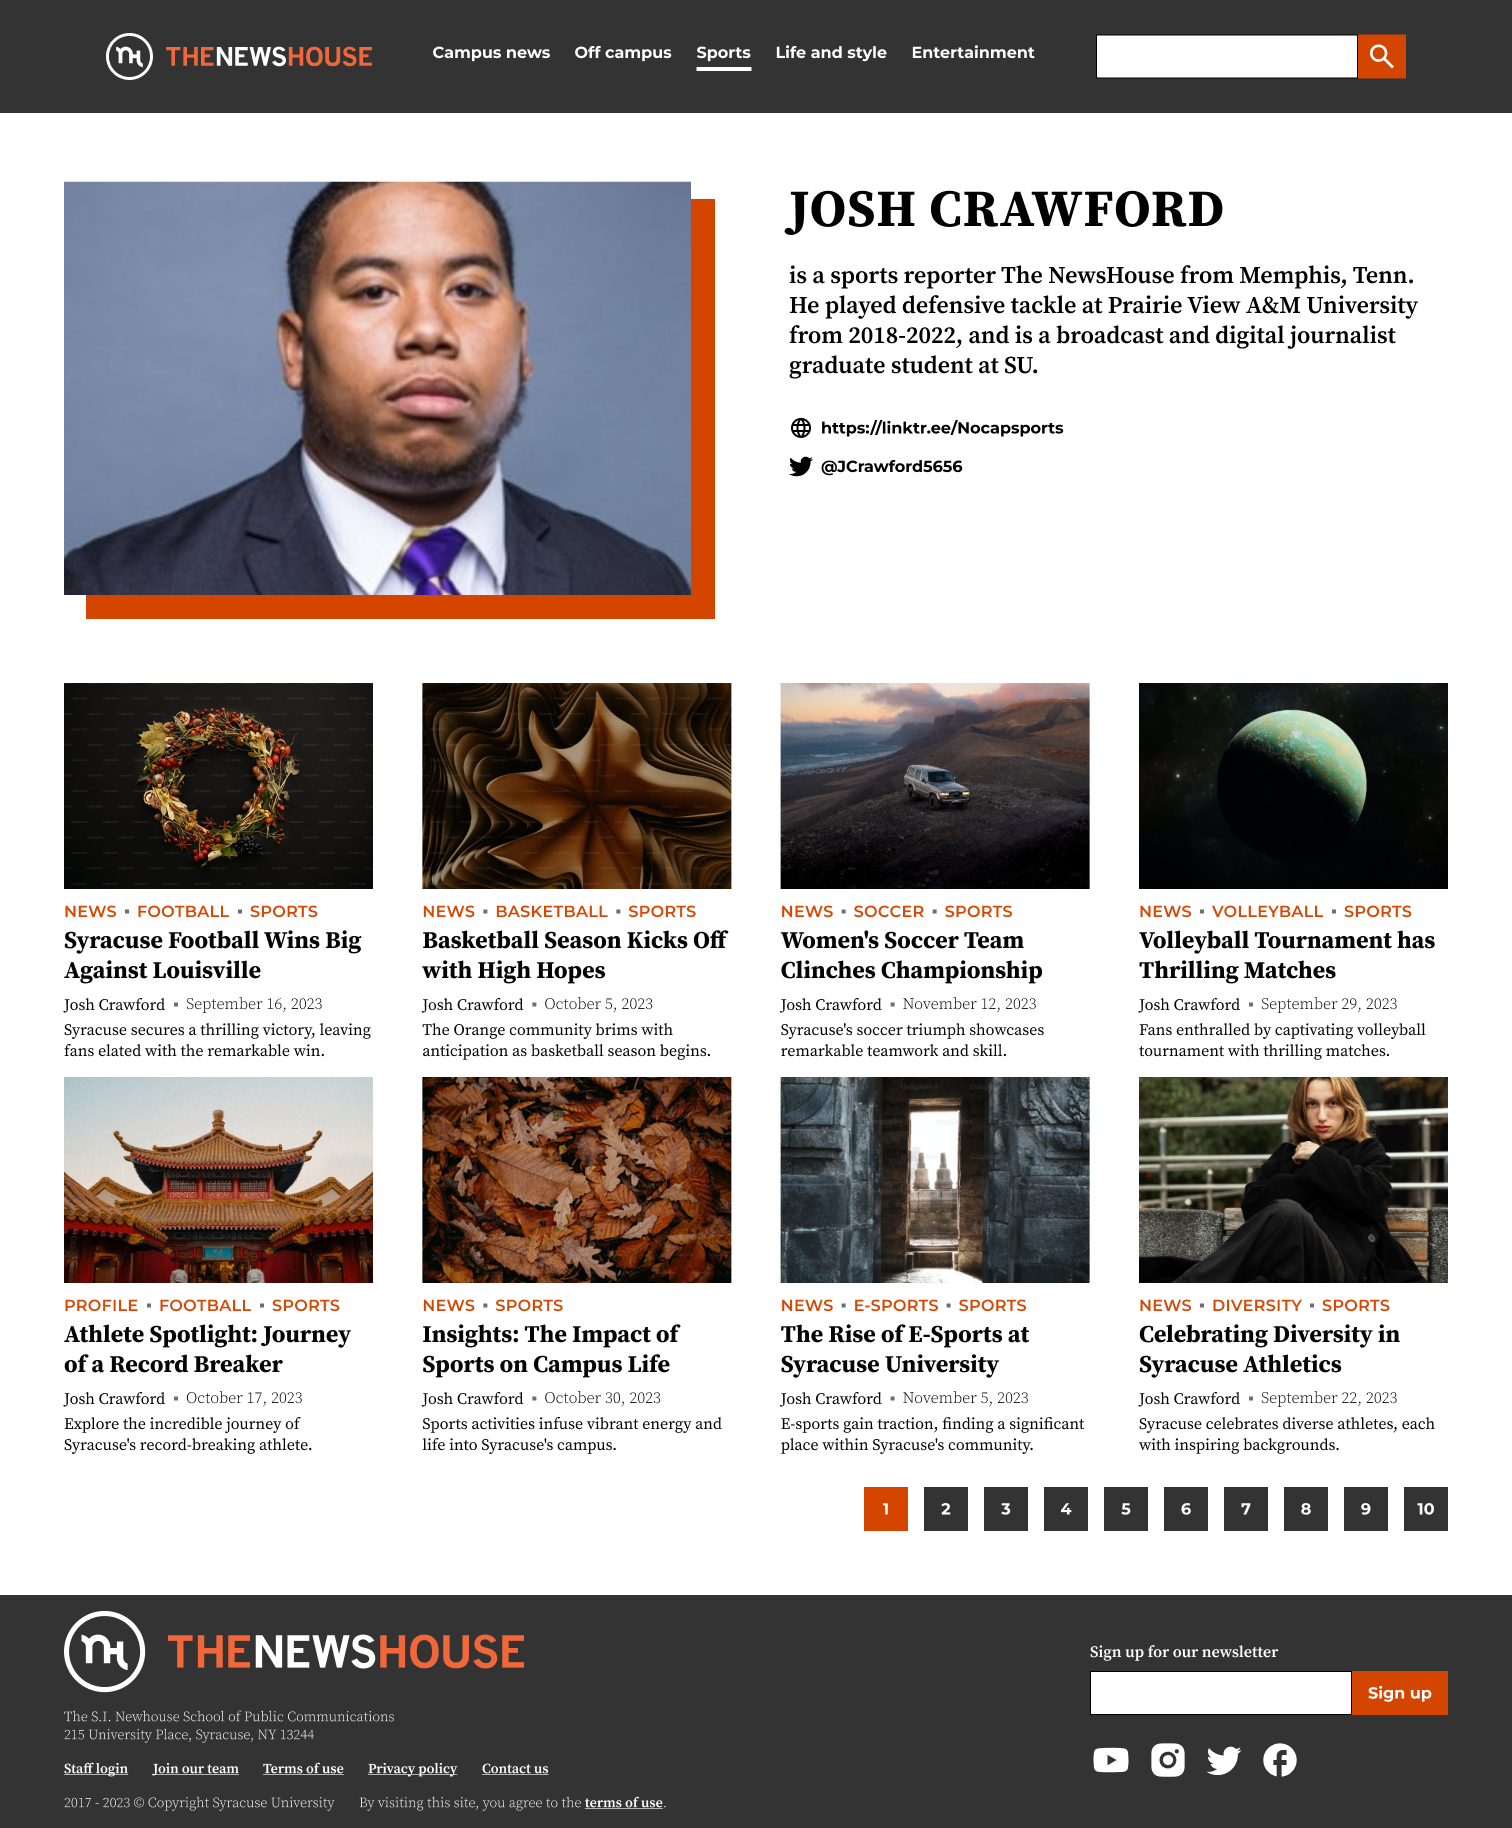 THENEWSHOUSE
Campus news Off campus Sports Life and style Entertainment
JOSH CRAWFORD
is a sports reporter The NewsHouse from Memphis, Tenn.
He played defensive tackle at Prairie View A&M University
from 2018-2022, and is a broadcast and digital journalist
graduate student at SU.
https://linktr.ee/Nocapsports
@JCrawford5656
NEWS ▪ FOOTBALL ▪ SPORTS
Syracuse Football Wins Big
Against Louisville
Josh Crawford ▪ September 16, 2023
Syracuse secures a thrilling victory, leaving
fans elated with the remarkable win.
NEWS ▪ BASKETBALL ▪ SPORTS
Basketball Season Kicks Off
with High Hopes
Josh Crawford ▪ October 5, 2023
The Orange community brims with
anticipation as basketball season begins.
NEWS ▪ SOCCER ▪ SPORTS
Women's Soccer Team
Clinches Championship
Josh Crawford ▪ November 12, 2023
Syracuse's soccer triumph showcases
remarkable teamwork and skill.
NEWS ▪ VOLLEYBALL ▪ SPORTS
Volleyball Tournament has
Thrilling Matches
Josh Crawford ▪ September 29, 2023
Fans enthralled by captivating volleyball
tournament with thrilling matches.
PROFILE ▪ FOOTBALL ▪ SPORTS
Athlete Spotlight: Journey
of a Record Breaker
Josh Crawford ▪ October 17, 2023
Explore the incredible journey of
Syracuse's record-breaking athlete.
NEWS ▪ SPORTS
Insights: The Impact of
Sports on Campus Life
Josh Crawford ▪ October 30, 2023
Sports activities infuse vibrant energy and
life into Syracuse's campus.
NEWS ▪ E-SPORTS ▪ SPORTS
The Rise of E-Sports at
Syracuse University
Josh Crawford ▪ November 5, 2023
E-sports gain traction, finding a significant
place within Syracuse's community.
NEWS ▪ DIVERSITY ▪ SPORTS
Celebrating Diversity in
Syracuse Athletics
Josh Crawford ▪ September 22, 2023
Syracuse celebrates diverse athletes, each
with inspiring backgrounds.
1 2 3 4 5 6 7 8 9 10
THENEWSHOUSE
The S.I. Newhouse School of Public Communications
215 University Place, Syracuse, NY 13244
Staff login Join our team Terms of use Privacy policy Contact us
2017 - 2023 © Copyright Syracuse University By visiting this site, you agree to the terms of use.
Sign up for our newsletter
Sign up